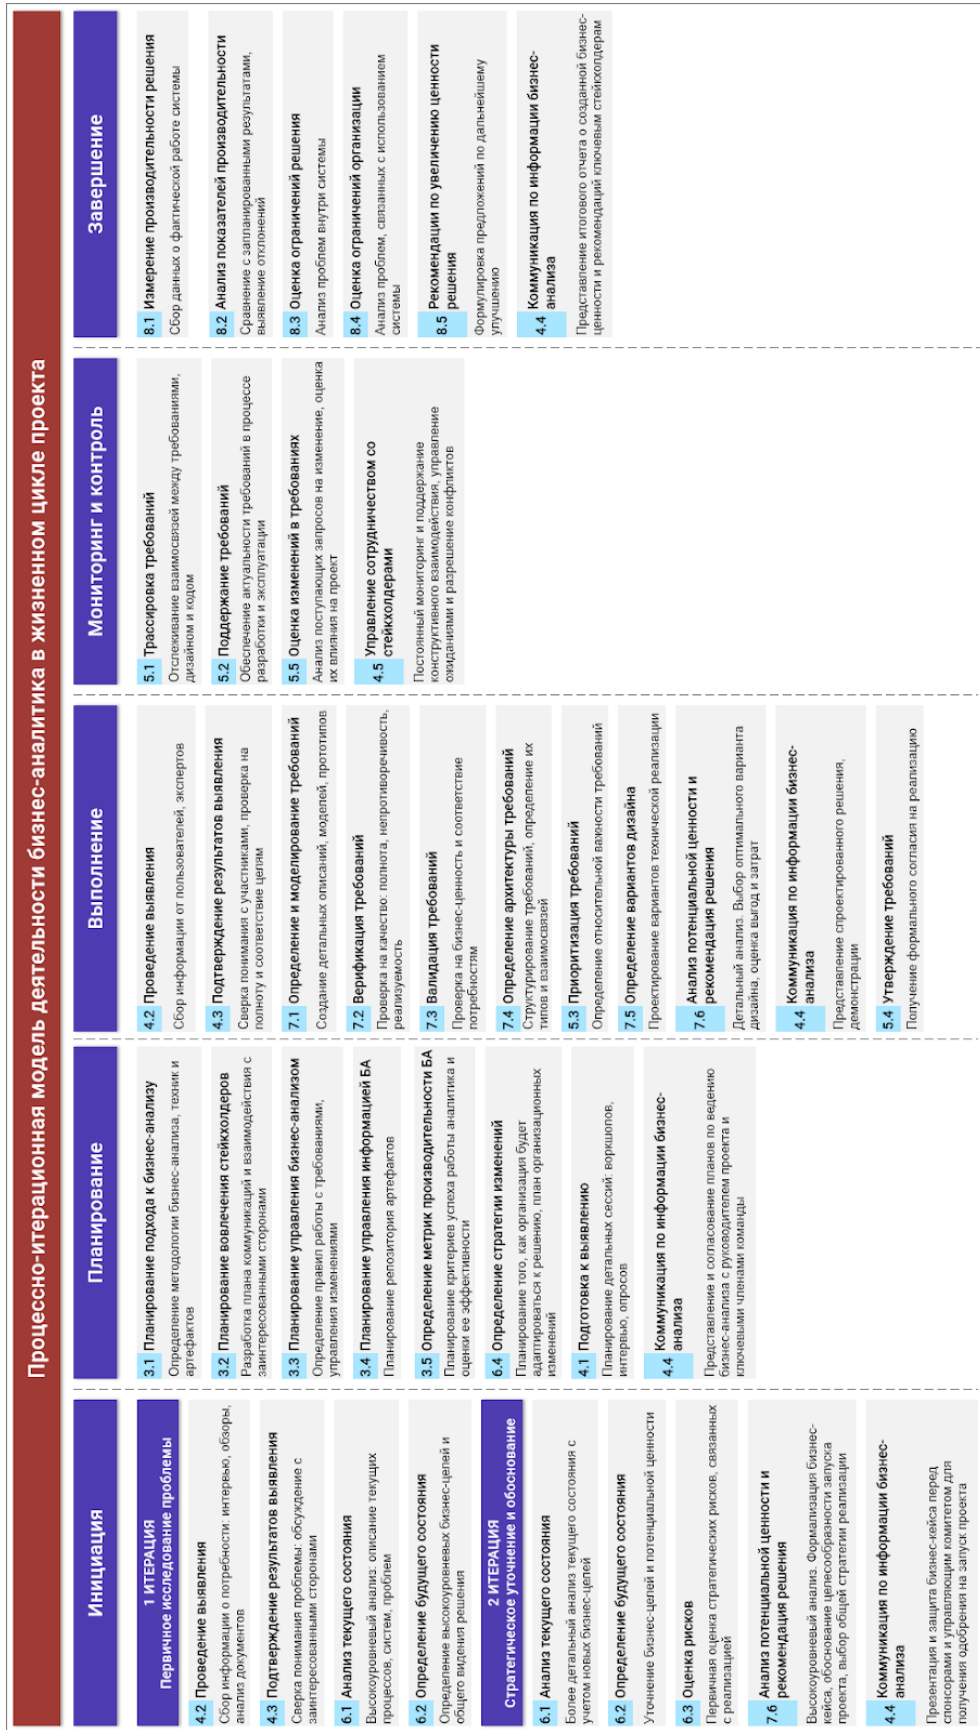 Процессно-итерационная модель деятельности бизнес-аналитика в жизненном цикле проекта
Инициация
1 ИТЕРАЦИЯ
Первичное исследование проблемы
4.2 Проведение выявления
Сбор информации о потребности: интервью, обзоры,
анализ документов
4.3 Подтверждение результатов выявления
Сверка понимания проблемы: обсуждение с
заинтересованными сторонами
6.1 Анализ текущего состояния
Высокоуровневый анализ: описание текущих
процессов, систем, проблем
6.2 Определение будущего состояния
Определение высокоуровневых бизнес-целей и
общего видения решения
2 ИТЕРАЦИЯ
Стратегическое уточнение и обоснование
6.1 Анализ текущего состояния
Более детальный анализ текущего состояния с
учетом новых бизнес-целей
6.2 Определение будущего состояния
Уточнение бизнес-целей и потенциальной ценности
6.3 Оценка рисков
Первичная оценка стратегических рисков, связанных
с реализацией
7.6 Анализ потенциальной ценности и
рекомендация решения
Высокоуровневый анализ. Формализация бизнес-
кейса, обоснование целесообразности запуска
проекта, выбор общей стратегии реализации
4.4 Коммуникация по информации бизнес-
анализа
Презентация и защита бизнес-кейса перед
спонсорами и управляющим комитетом для
получения одобрения на запуск проекта
Планирование
3.1 Планирование подхода к бизнес-анализу
Определение методологии бизнес-анализа, техник и
артефактов
3.2 Планирование вовлечения стейкхолдеров
Разработка плана коммуникаций и взаимодействия с
заинтересованными сторонами
3.3 Планирование управления бизнес-анализом
Определение правил работы с требованиями,
управления изменениями
3.4 Планирование управления информацией БА
Планирование репозитория артефактов
3.5 Определение метрик производительности БА
Планирование критериев успеха работы аналитика и
оценки ее эффективности
6.4 Определение стратегии изменений
Планирование того, как организация будет
адаптироваться к решению, план организационных
изменений
4.1 Подготовка к выявлению
Планирование детальных сессий: воркшопов,
интервью, опросов
4.4 Коммуникация по информации бизнес-
анализа
Представление и согласование планов по ведению
бизнес-анализа с руководителем проекта и
ключевыми членами команды
Выполнение
4.2 Проведение выявления
Сбор информации от пользователей, экспертов
4.3 Подтверждение результатов выявления
Сверка понимания с участниками, проверка на
полноту и соответствие целям
7.1 Определение и моделирование требований
Создание детальных описаний, моделей, прототипов
7.2 Верификация требований
Проверка на качество: полнота, непротиворечивость,
реализуемость
7.3 Валидация требований
Проверка на бизнес-ценность и соответствие
потребностям
7.4 Определение архитектуры требований
Структурирование требований, определение их
типов и взаимосвязей
5.3 Приоритизация требований
Определение относительной важности требований
7.5 Определение вариантов дизайна
Проектирование вариантов технической реализации
7.6 Анализ потенциальной ценности и
рекомендация решения
Детальный анализ. Выбор оптимального варианта
дизайна, оценка выгод и затрат
4.4 Коммуникация по информации бизнес-
анализа
Представление спроектированного решения,
демонстрации
5.4 Утверждение требований
Получение формального согласия на реализацию
Мониторинг и контроль
5.1 Трассировка требований
Отслеживание взаимосвязей между требованиями,
дизайном и кодом
5.2 Поддержание требований
Обеспечение актуальности требований в процессе
разработки и эксплуатации
5.5 Оценка изменений в требованиях
Анализ поступающих запросов на изменение, оценка
их влияния на проект
4.5 Управление сотрудничеством со
стейкхолдерами
Постоянный мониторинг и поддержание
конструктивного взаимодействия, управление
ожиданиями и разрешение конфликтов
Завершение
8.1 Измерение производительности решения
Сбор данных о фактической работе системы
8.2 Анализ показателей производительности
Сравнение с запланированными результатами,
выявление отклонений
8.3 Оценка ограничений решения
Анализ проблем внутри системы
8.4 Оценка ограничений организации
Анализ проблем, связанных с использованием
системы
8.5 Рекомендации по увеличению ценности
решения
Формулировка предложений по дальнейшему
улучшению
4.4 Коммуникация по информации бизнес-
анализа
Представление итогового отчета о созданной бизнес-
ценности и рекомендаций ключевым стейкхолдерам